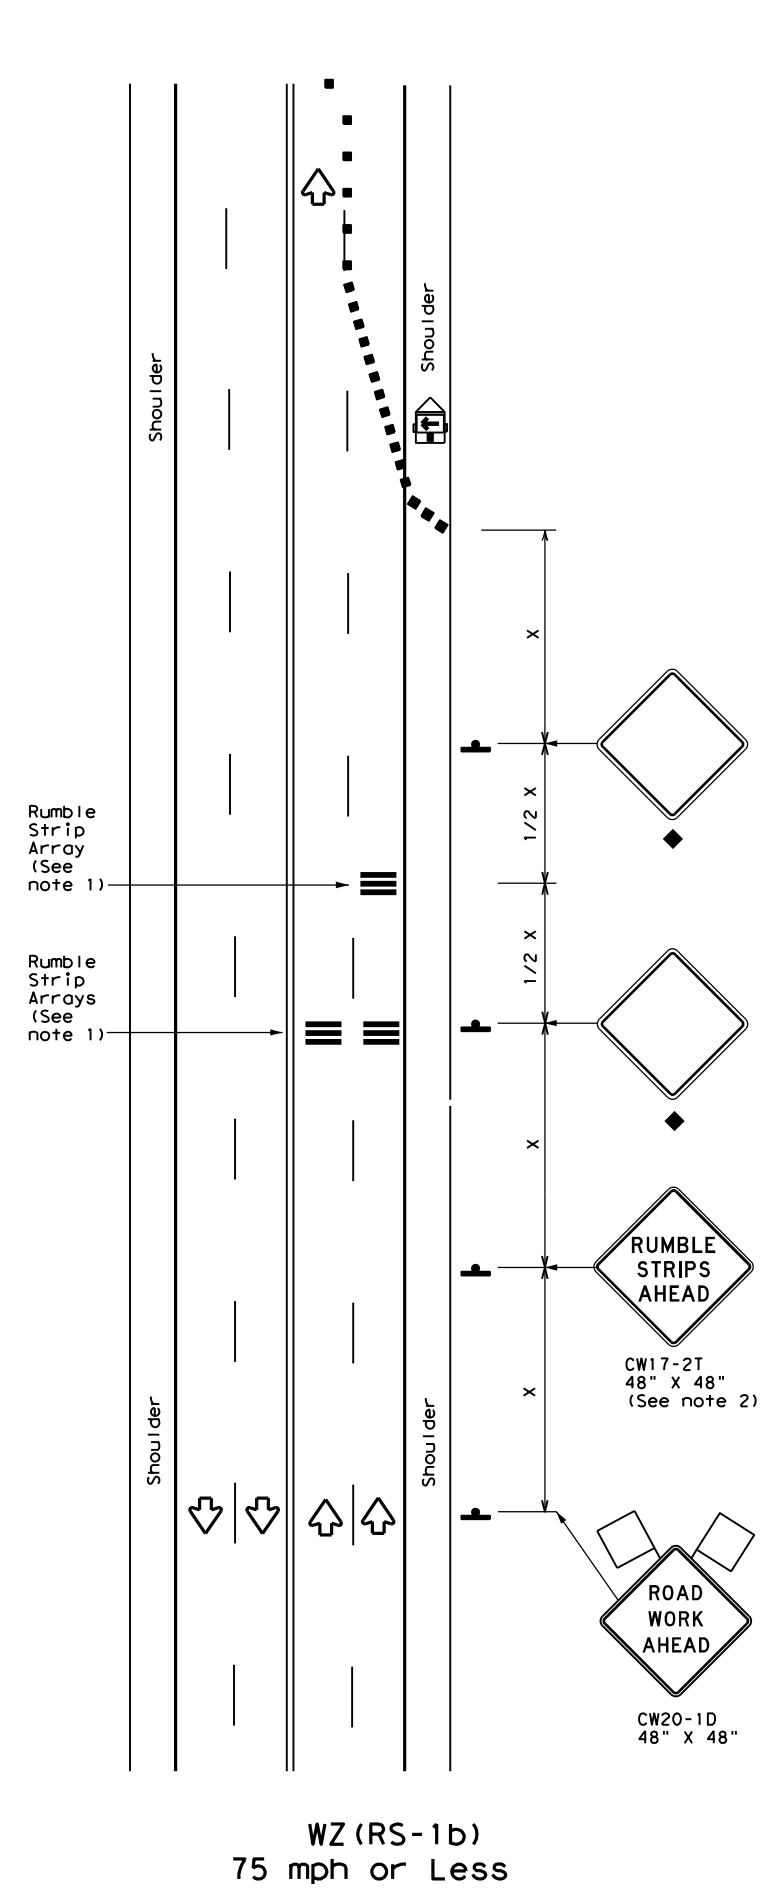 Shoulder
Shoulder
X
1/2 X
Rumble
Strip
Array
(See
note 1)
1/2 X
Rumble
Strip
Arrays
(See
note 1)
X
RUMBLE
STRIPS
AHEAD
CW17-2T
48" X 48"
(See note 2)
X
Shoulder
Shoulder
ROAD
WORK
AHEAD
CW20-1D
48" X 48"
WZ(RS-1b)
75 mph or Less